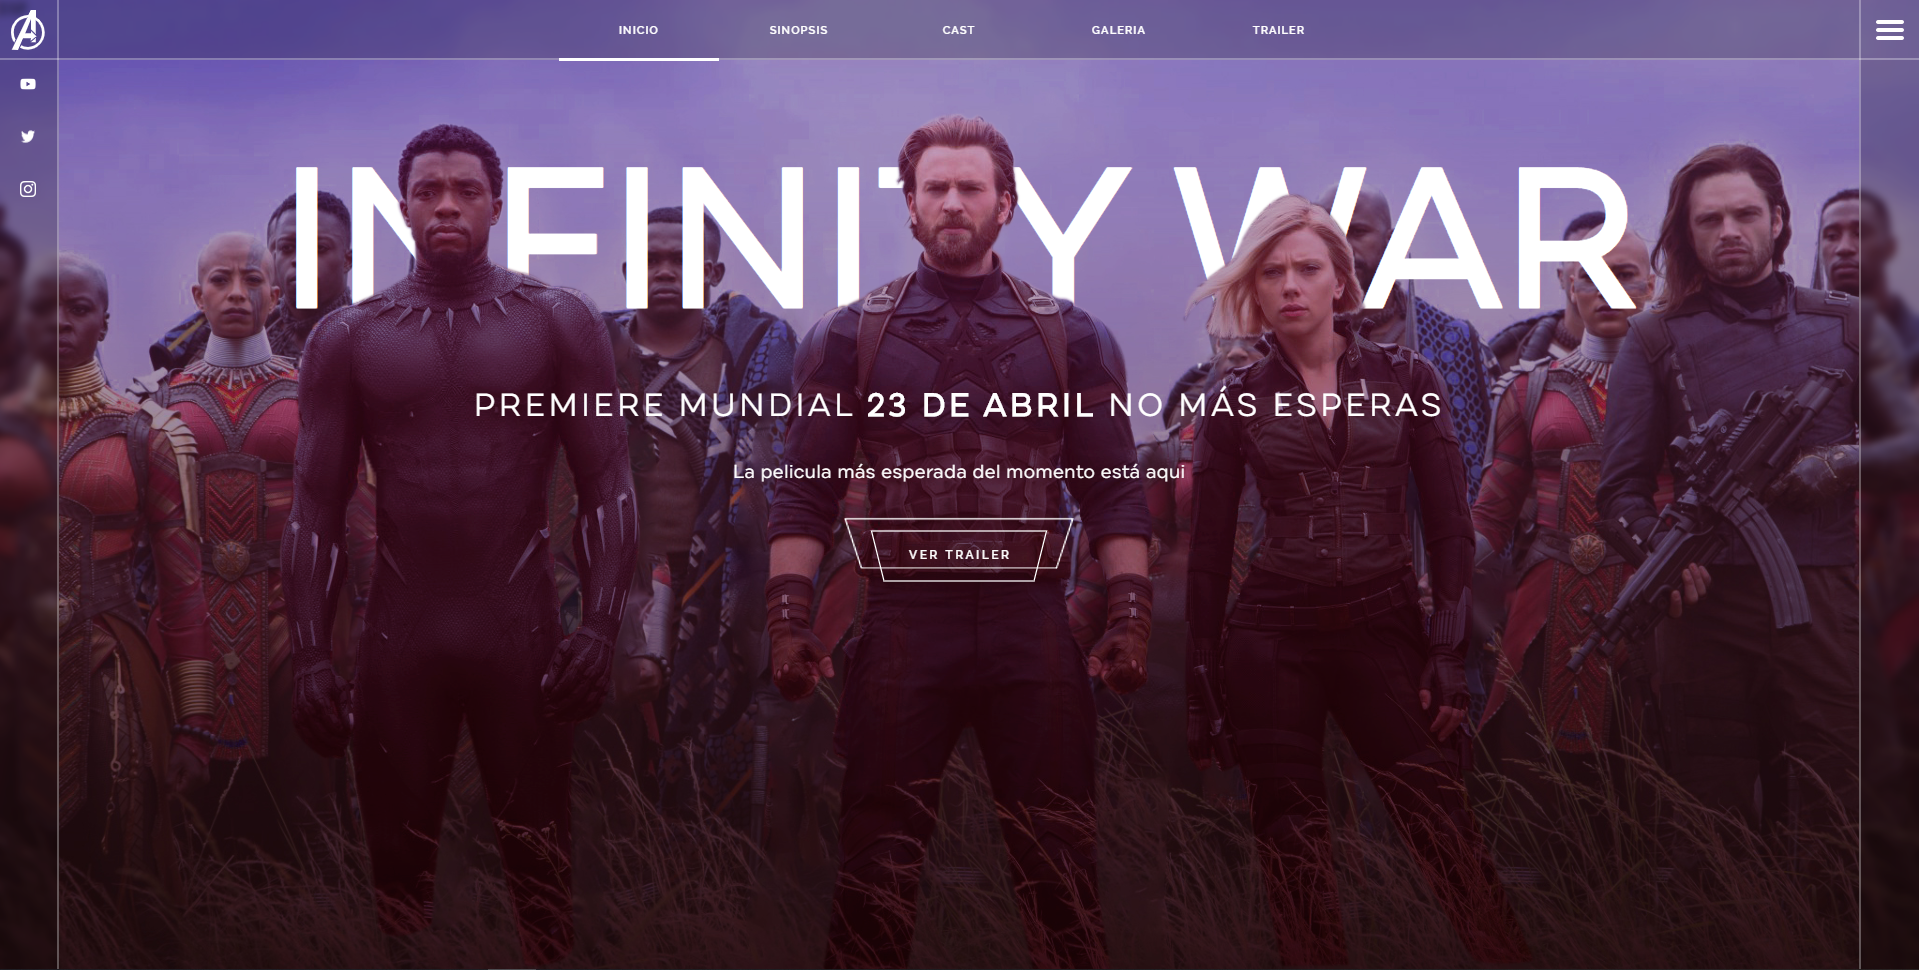 INICIO SINOPSIS CAST GALERIA TRAILER
INFINITY WAR
PREMIERE MUNDIAL 23 DE ABRIL NO MÁS ESPERAS
La pelicula más esperada del momento está aqui
VER TRAILER